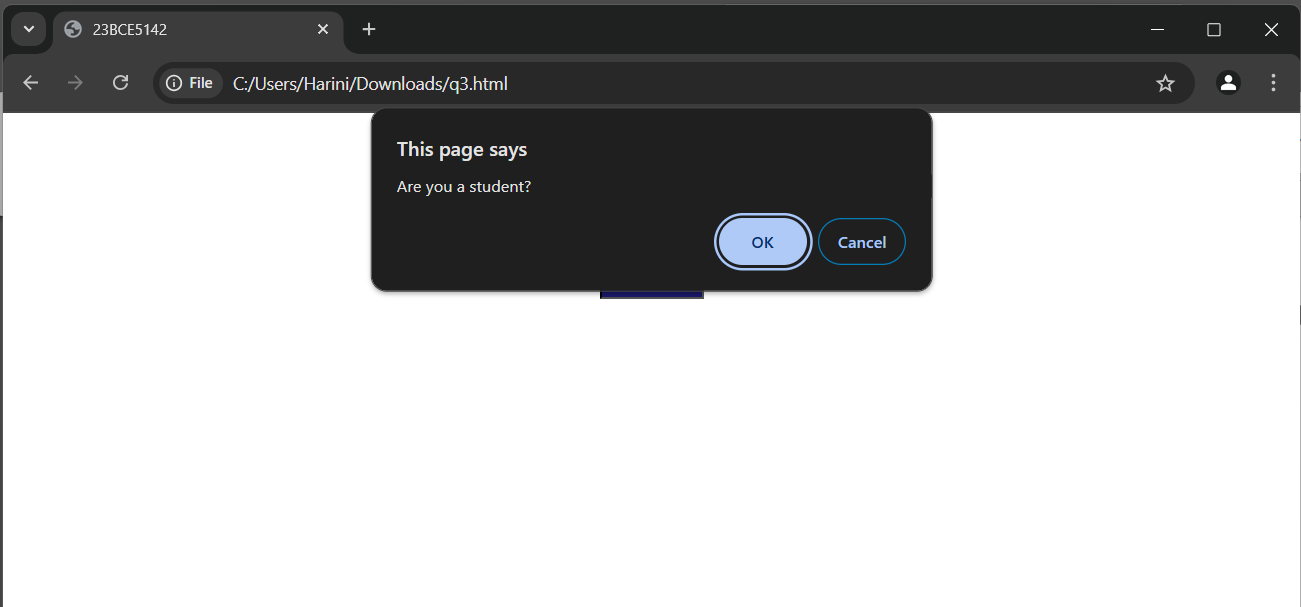 23BCE5142
File C:/Users/Harini/Downloads/q3.html
This page says
Are you a student?
OK Cancel